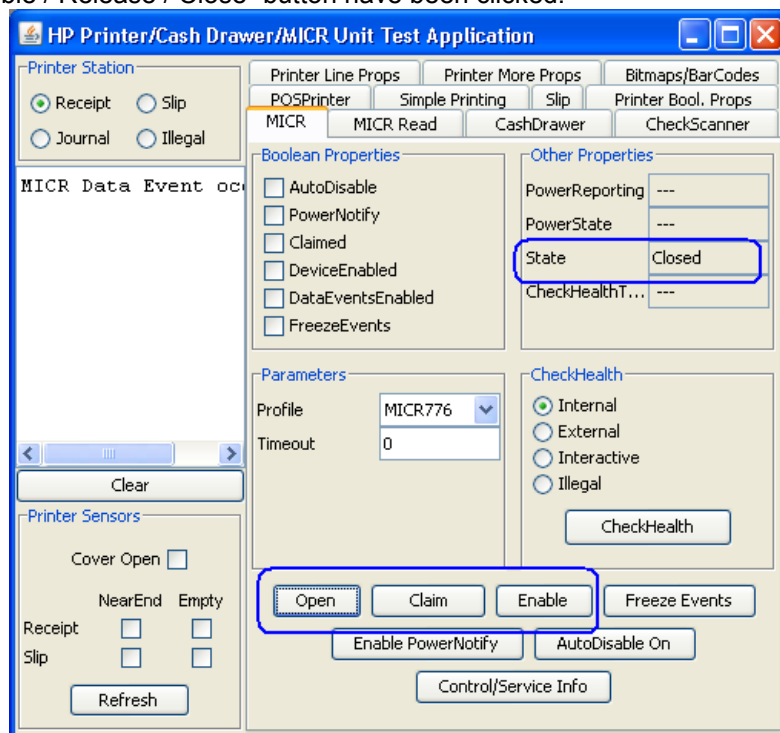 ble / Release / Close" button have been clicked.
HP Printer/Cash Drawer/MICR Unit Test Application
Printer Station
Receipt Slip
Journal Illegal
Printer Line Props Printer More Props Bitmaps/BarCodes
POSPrinter Simple Printing Slip Printer Bool. Props
MICR MICR Read CashDrawer CheckScanner
MICR Data Event oc
Clear
Printer Sensors
Cover Open
NearEnd Empty
Receipt
Slip
Refresh
Boolean Properties
AutoDisable
PowerNotify
Claimed
DeviceEnabled
DataEventsEnabled
FreezeEvents
Other Properties
PowerReporting ---
PowerState ---
State Closed
CheckHealthT... ---
Parameters
Profile MICR776
Timeout 0
CheckHealth
Internal
External
Interactive
Illegal
CheckHealth
Open Claim Enable Freeze Events
Enable PowerNotify AutoDisable On
Control/Service Info